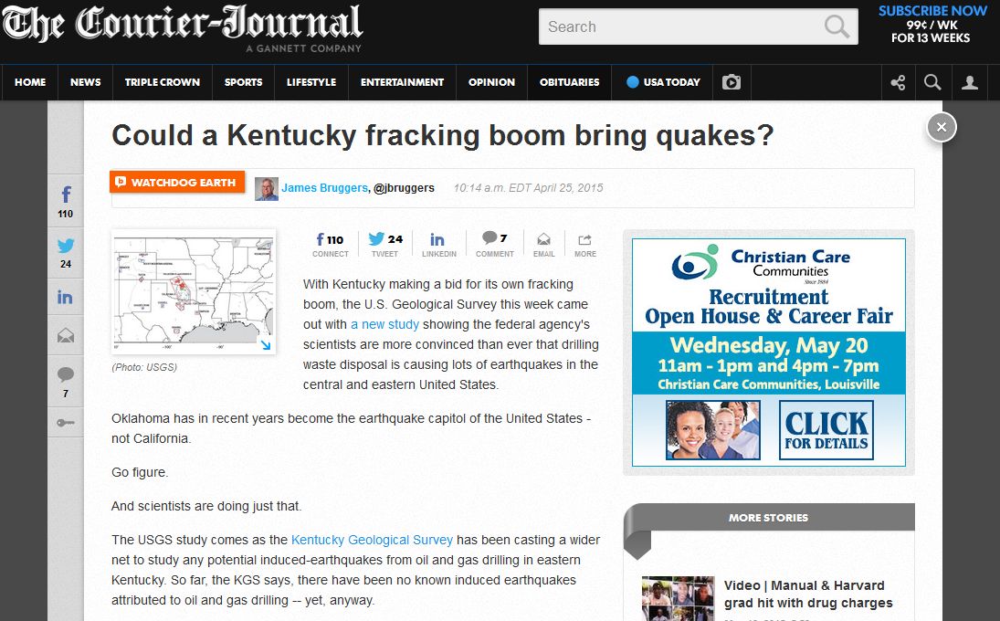 The Courier-Journal
A GANNETT COMPANY
Search
SUBSCRIBE NOW
99¢ / WK
FOR 13 WEEKS
HOME
NEWS
TRIPLE CROWN
SPORTS
LIFESTYLE
ENTERTAINMENT
OPINION
OBITUARIES
USA TODAY
Could a Kentucky fracking boom bring quakes?
WATCHDOG EARTH
James Bruggers, @jbruggers
10:14 a.m. EDT April 25, 2015
110
24
7
110
CONNECT
24
TWEET
LINKEDIN
7
COMMENT
EMAIL
MORE
(Photo: USGS)
With Kentucky making a bid for its own fracking
boom, the U.S. Geological Survey this week came
out with a new study showing the federal agency's
scientists are more convinced than ever that drilling
waste disposal is causing lots of earthquakes in the
central and eastern United States.
Oklahoma has in recent years become the earthquake capitol of the United States -
not California.
Go figure.
And scientists are doing just that.
The USGS study comes as the Kentucky Geological Survey has been casting a wider
net to study any potential induced-earthquakes from oil and gas drilling in eastern
Kentucky. So far, the KGS says, there have been no known induced earthquakes
attributed to oil and gas drilling -- yet, anyway.
Christian Care
Communities
Since 1884
Recruitment
Open House & Career Fair
Wednesday, May 20
11am - 1pm and 4pm - 7pm
Christian Care Communities, Louisville
CLICK
FOR DETAILS
MORE STORIES
Video | Manual & Harvard
grad hit with drug charges